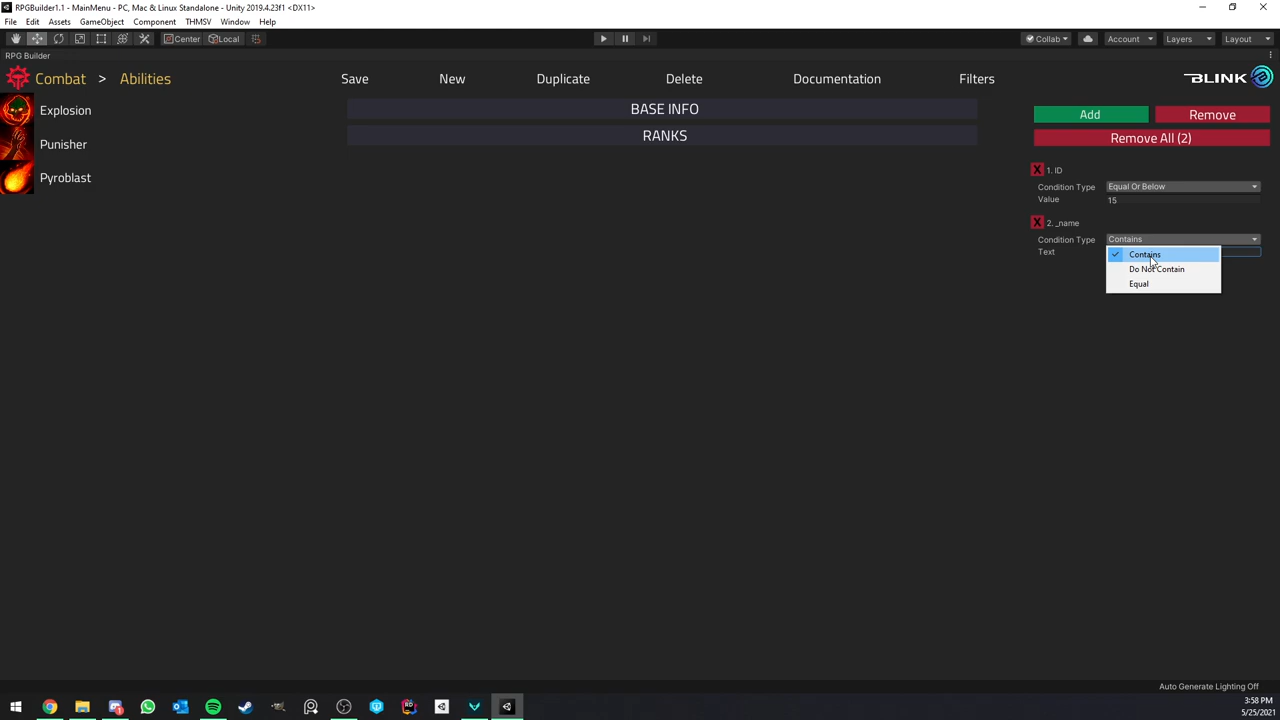 RPGBuilder1.1 - MainMenu - PC, Mac & Linux Standalone - Unity 2019.4.23f1 <DX11>
File Edit Assets GameObject Component THMSV Window Help
Center Local Collab Account Layers Layout
RPG Builder
Combat > Abilities Save New Duplicate Delete Documentation Filters BLINK
Explosion
Punisher
Pyroblast
BASE INFO
RANKS
Add Remove
Remove All (2)
X 1. ID
Condition Type Equal Or Below
Value 15
X 2. _name
Condition Type Contains
Text
Contains
Do Not Contain
Equal
Auto Generate Lighting Off
3:58 PM
5/25/2021